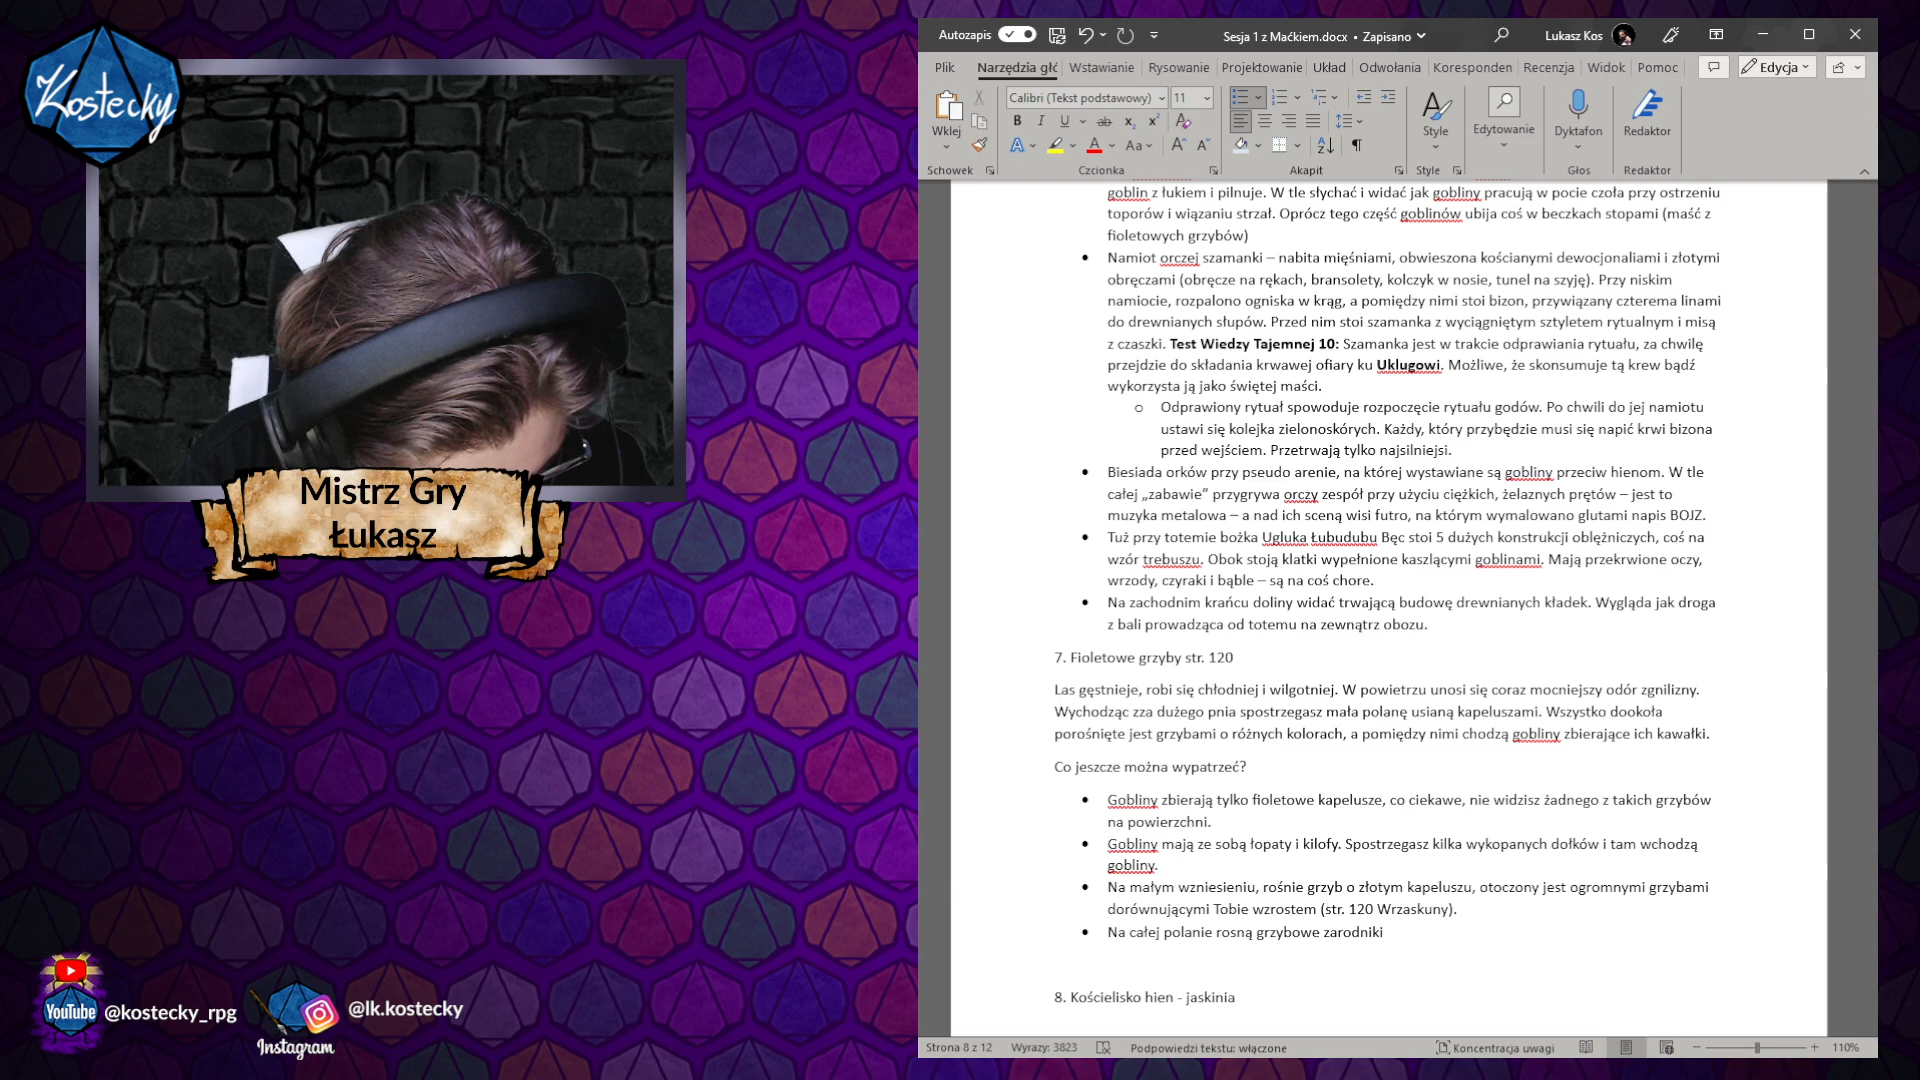 Kostecky
Mistrz Gry
Łukasz
YouTube @kostecky_rpg
Instagram @lk.kostecky
Autozapis
Sesja 1 z Maćkiem.docx • Zapisano
Lukasz Kos
Plik Narzędzia głć Wstawianie Rysowanie Projektowanie Układ Odwołania Koresponden Recenzja Widok Pomoc Edycja
Wklej
Calibri (Tekst podstawowy) 11
Style Edytowanie Dyktafon Redaktor
Schowek Czcionka Akapit Style Głos Redaktor
goblin z łukiem i pilnuje. W tle słychać i widać jak gobliny pracują w pocie czoła przy ostrzeniu
toporów i wiązaniu strzał. Oprócz tego część goblinów ubija coś w beczkach stopami (maść z
fioletowych grzybów)
• Namiot orczej szamanki – nabita mięśniami, obwieszona kościanymi dewocjonaliami i złotymi
obręczami (obręcze na rękach, bransolety, kolczyk w nosie, tunel na szyję). Przy niskim
namiocie, rozpalono ogniska w krąg, a pomiędzy nimi stoi bizon, przywiązany czterema linami
do drewnianych słupów. Przed nim stoi szamanka z wyciągniętym sztyletem rytualnym i misą
z czaszki. Test Wiedzy Tajemnej 10: Szamanka jest w trakcie odprawiania rytuału, za chwilę
przejdzie do składania krwawej ofiary ku Uklugowi. Możliwe, że skonsumuje tą krew bądź
wykorzysta ją jako świętej maści.
o Odprawiony rytuał spowoduje rozpoczęcie rytuału godów. Po chwili do jej namiotu
ustawi się kolejka zielonoskórych. Każdy, który przybędzie musi się napić krwi bizona
przed wejściem. Przetrwają tylko najsilniejsi.
• Biesiada orków przy pseudo arenie, na której wystawiane są gobliny przeciw hienom. W tle
całej „zabawie” przygrywa orczy zespół przy użyciu ciężkich, żelaznych prętów – jest to
muzyka metalowa – a nad ich sceną wisi futro, na którym wymalowano glutami napis BOJZ.
• Tuż przy totemie bożka Ugluka Łubudubu Bęc stoi 5 dużych konstrukcji oblężniczych, coś na
wzór trebuszu. Obok stoją klatki wypełnione kaszlącymi goblinami. Mają przekrwione oczy,
wrzody, czyraki i bąble – są na coś chore.
• Na zachodnim krańcu doliny widać trwającą budowę drewnianych kładek. Wygląda jak droga
z bali prowadząca od totemu na zewnątrz obozu.
7. Fioletowe grzyby str. 120
Las gęstnieje, robi się chłodniej i wilgotniej. W powietrzu unosi się coraz mocniejszy odór zgnilizny.
Wychodząc zza dużego pnia spostrzegasz mała polanę usianą kapeluszami. Wszystko dookoła
porośnięte jest grzybami o różnych kolorach, a pomiędzy nimi chodzą gobliny zbierające ich kawałki.
Co jeszcze można wypatrzeć?
• Gobliny zbierają tylko fioletowe kapelusze, co ciekawe, nie widzisz żadnego z takich grzybów
na powierzchni.
• Gobliny mają ze sobą łopaty i kilofy. Spostrzegasz kilka wykopanych dołków i tam wchodzą
gobliny.
• Na małym wzniesieniu, rośnie grzyb o złotym kapeluszu, otoczony jest ogromnymi grzybami
dorównującymi Tobie wzrostem (str. 120 Wrzaskuny).
• Na całej polanie rosną grzybowe zarodniki
8. Kościelisko hien - jaskinia
Strona 8 z 12 Wyrazy: 3823 Podpowiedzi tekstu: włączone Koncentracja uwagi 110%